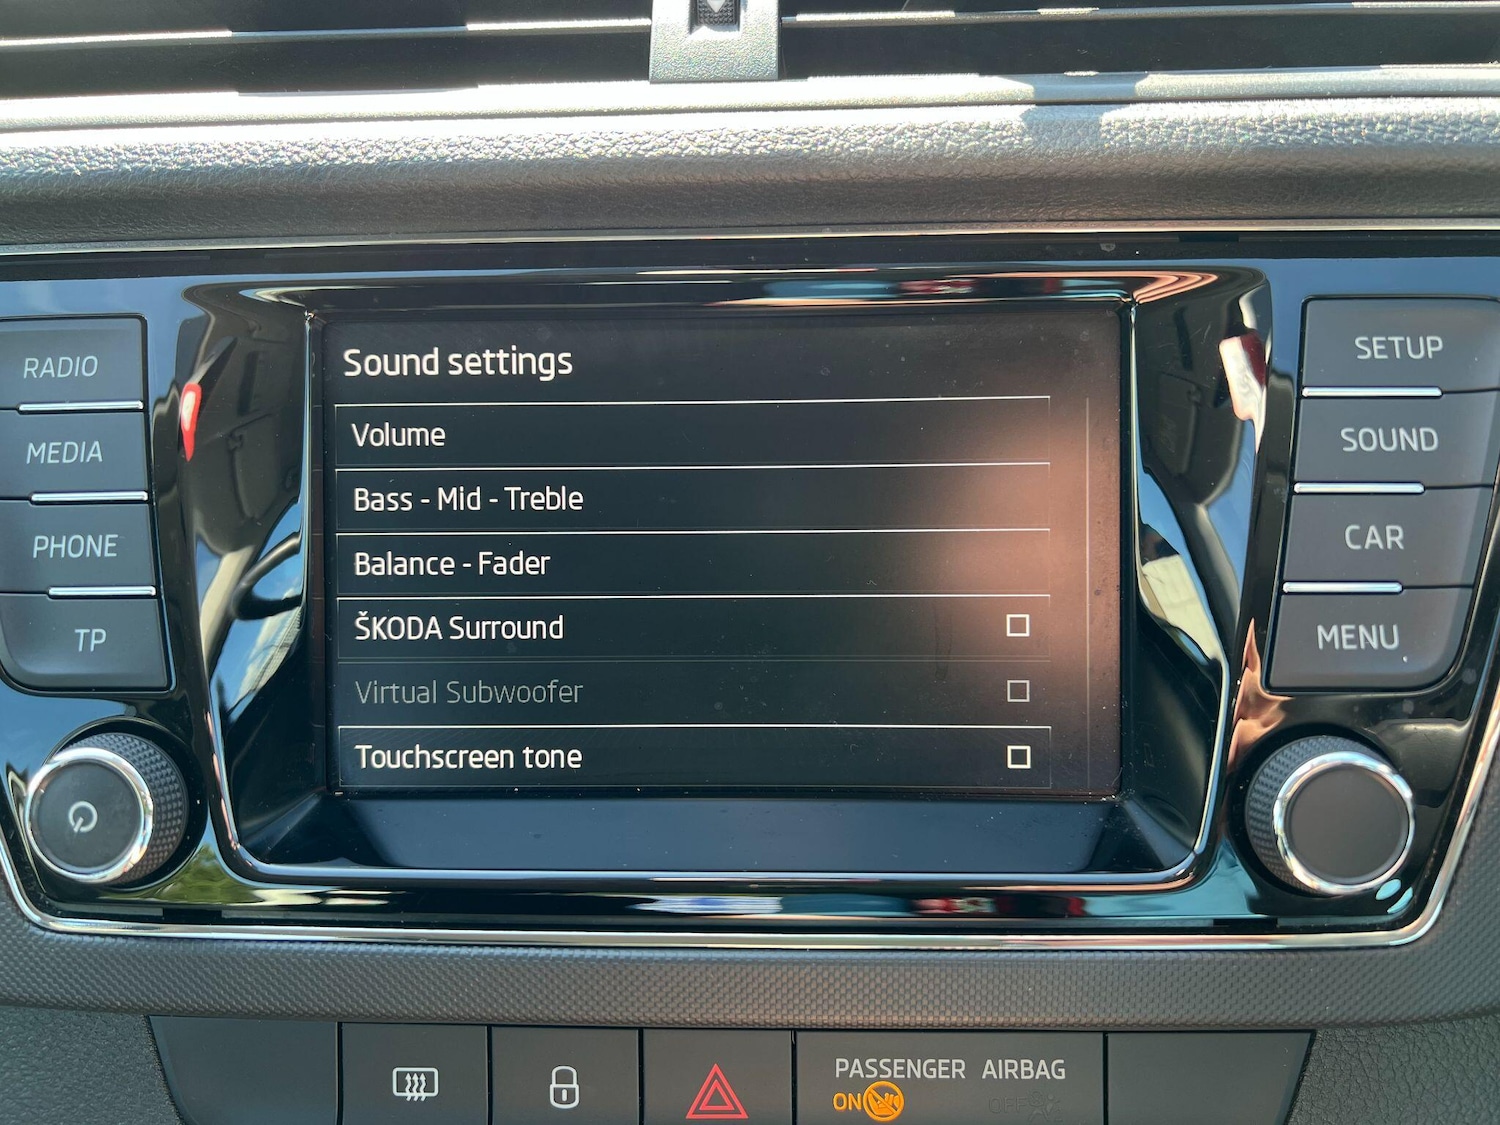 Sound settings
Volume
Bass - Mid - Treble
Balance - Fader
ŠKODA Surround
Virtual Subwoofer
Touchscreen tone
RADIO
MEDIA
PHONE
TP
SETUP
SOUND
CAR
MENU
PASSENGER AIRBAG
ON
OFF